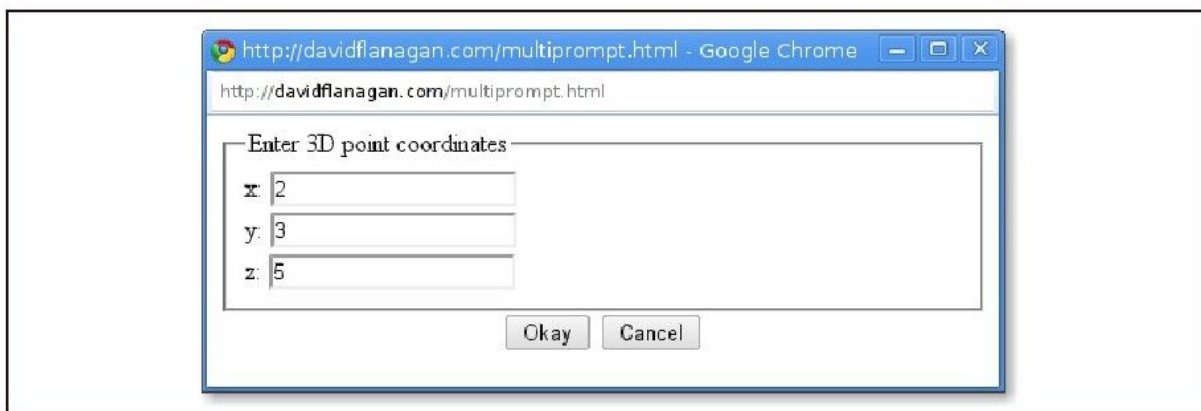 http://davidflanagan.com/multiprompt.html - Google Chrome
http://davidflanagan.com/multiprompt.html
Enter 3D point coordinates
x: 2
y: 3
z: 5
Okay Cancel